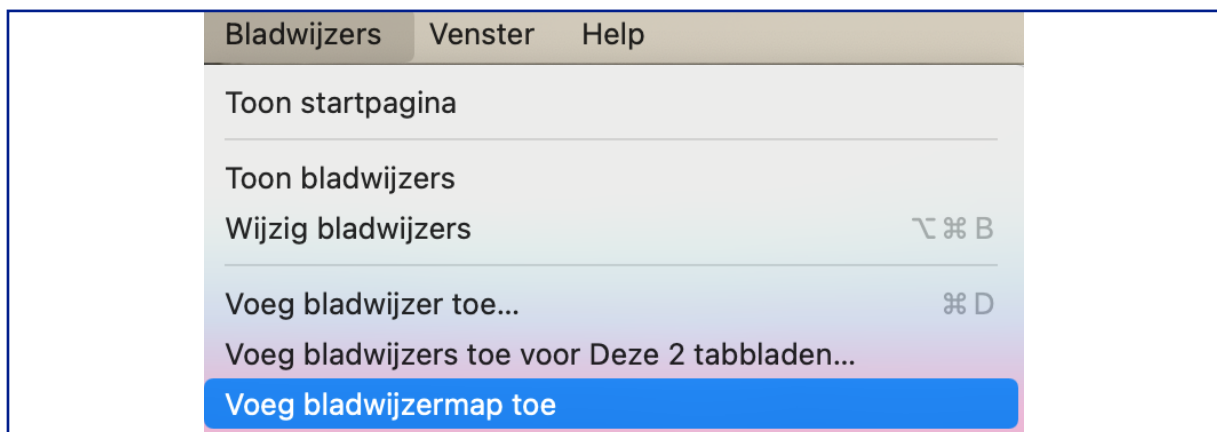 Bladwijzers Venster Help
Toon startpagina
Toon bladwijzers
Wijzig bladwijzers ⌥⌘B
Voeg bladwijzer toe... ⌘D
Voeg bladwijzers toe voor Deze 2 tabbladen...
Voeg bladwijzermap toe